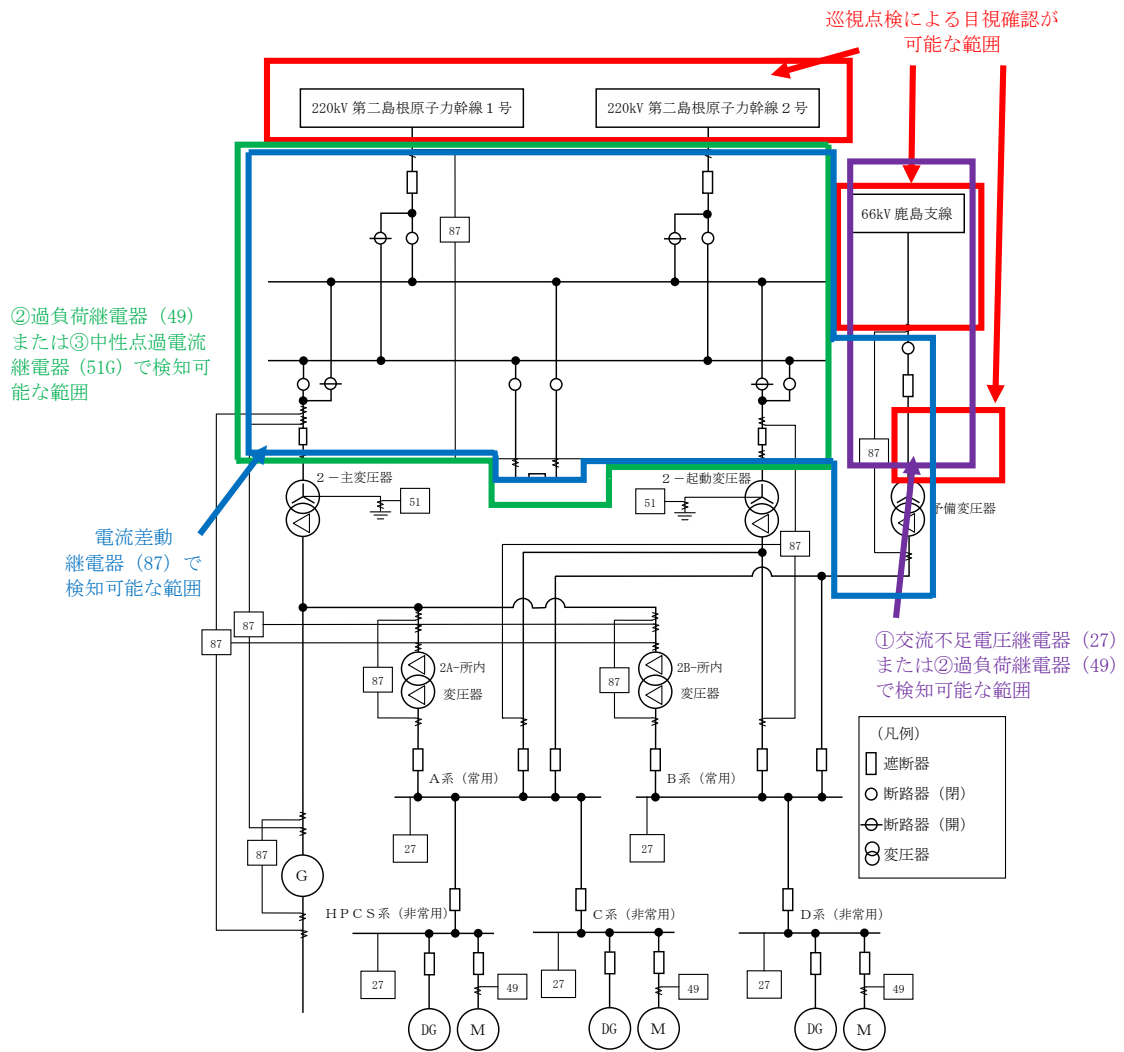 巡視点検による目視確認が
可能な範囲
220kV 第二島根原子力幹線1号
220kV 第二島根原子力幹線2号
66kV 鹿島支線
87
②過負荷継電器(49)
または③中性点過電流
継電器(51G)で検知可
能な範囲
87
2-主変圧器
2-起動変圧器
予備変圧器
51
51
電流差動
継電器(87)で
検知可能な範囲
87
87
87
①交流不足電圧継電器(27)
または②過負荷継電器(49)
で検知可能な範囲
2A-所内
変圧器
2B-所内
変圧器
87
87
(凡例)
遮断器
断路器(閉)
断路器(開)
変圧器
A系(常用)
B系(常用)
27
27
87
G
HPCS系(非常用)
C系(非常用)
D系(非常用)
27
49
27
49
27
49
DG
M
DG
M
DG
M